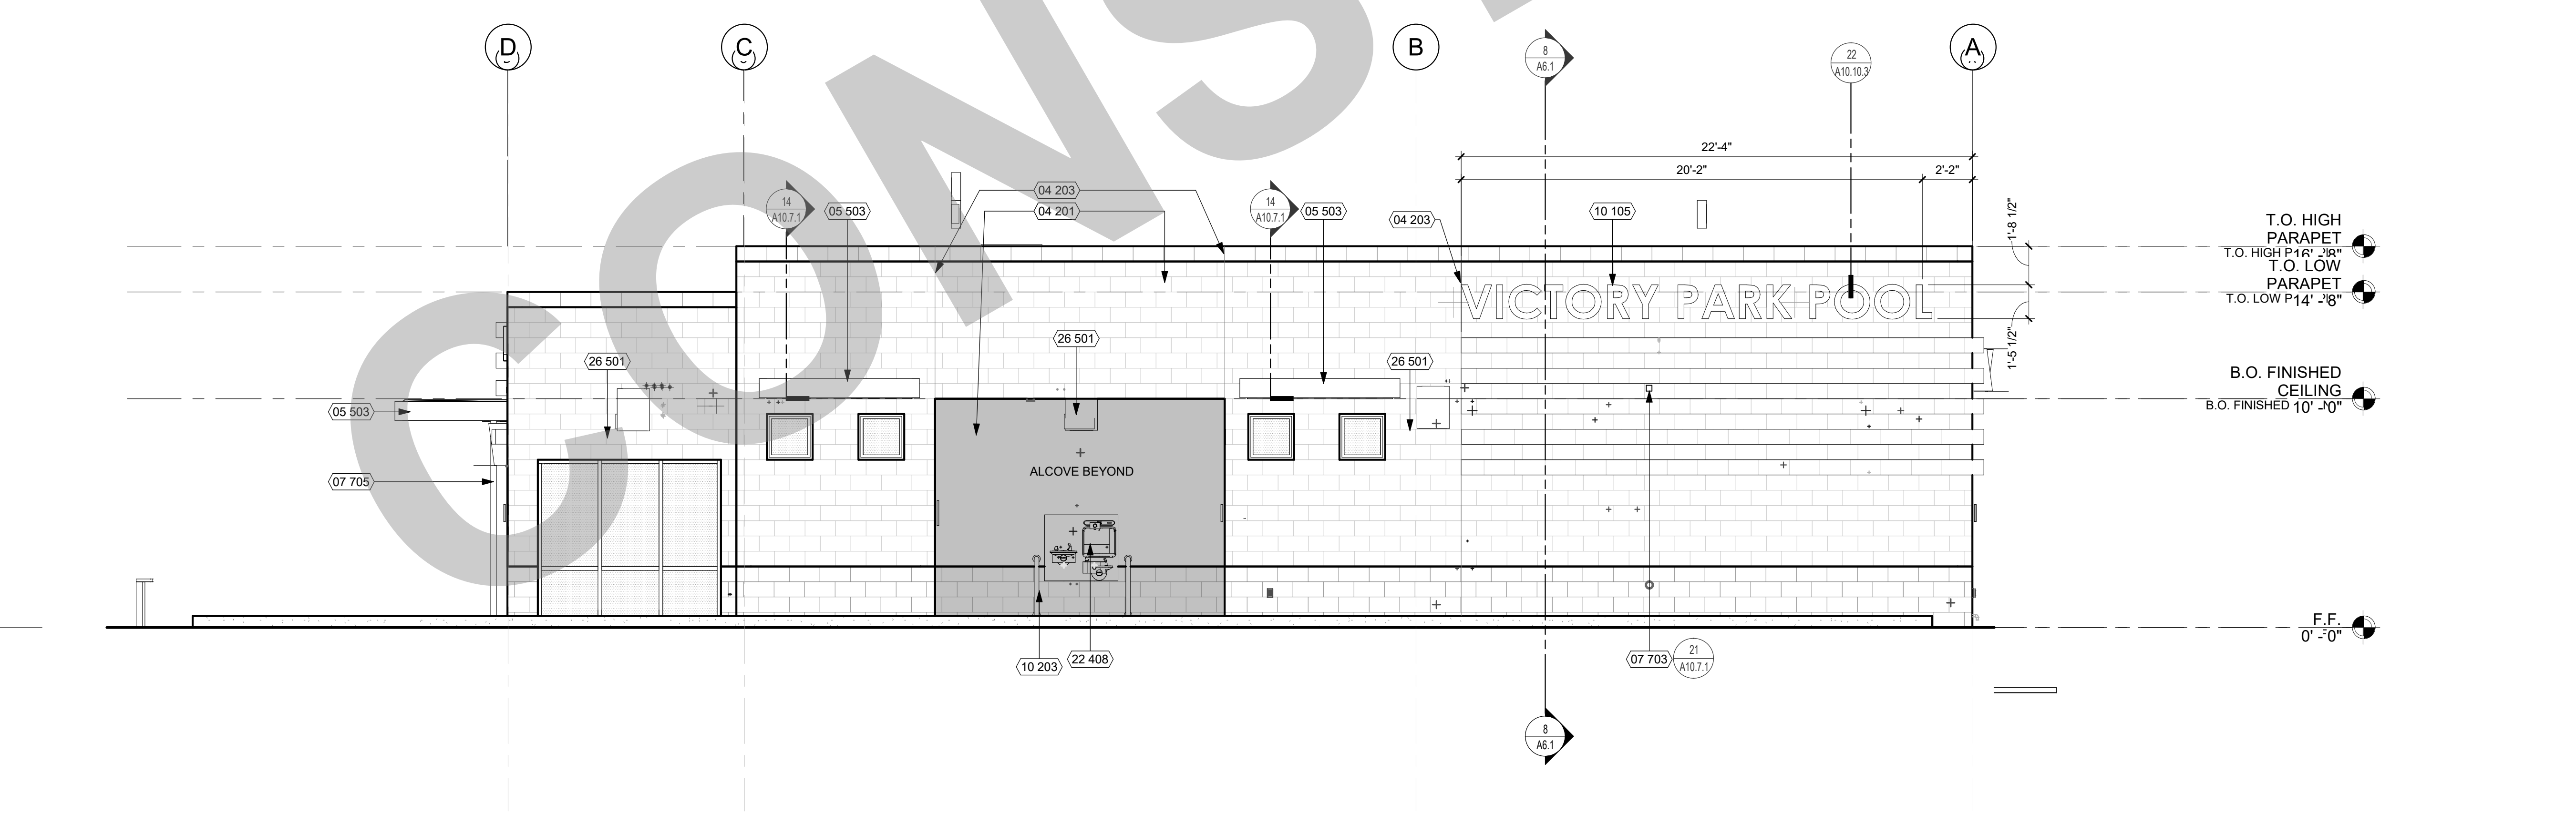 CONS
D
C
B
8
A6.1
22
A10.10.3
A
22'-4"
20'-2"
2'-2"
14
A10.7.1
05 503
04 203
04 201
14
A10.7.1
05 503
04 203
10 105
1'-8 1/2"
T.O. HIGH
PARAPET
16' - 8"
T.O. LOW
PARAPET
14' - 8"
VICTORY PARK POOL
26 501
26 501
26 501
1'-5 1/2"
B.O. FINISHED
CEILING
B.O. FINISHED
10' - 0"
05 503
07 705
ALCOVE BEYOND
F.F.
0' - 0"
10 203
22 408
07 703
21
A10.7.1
8
A6.1